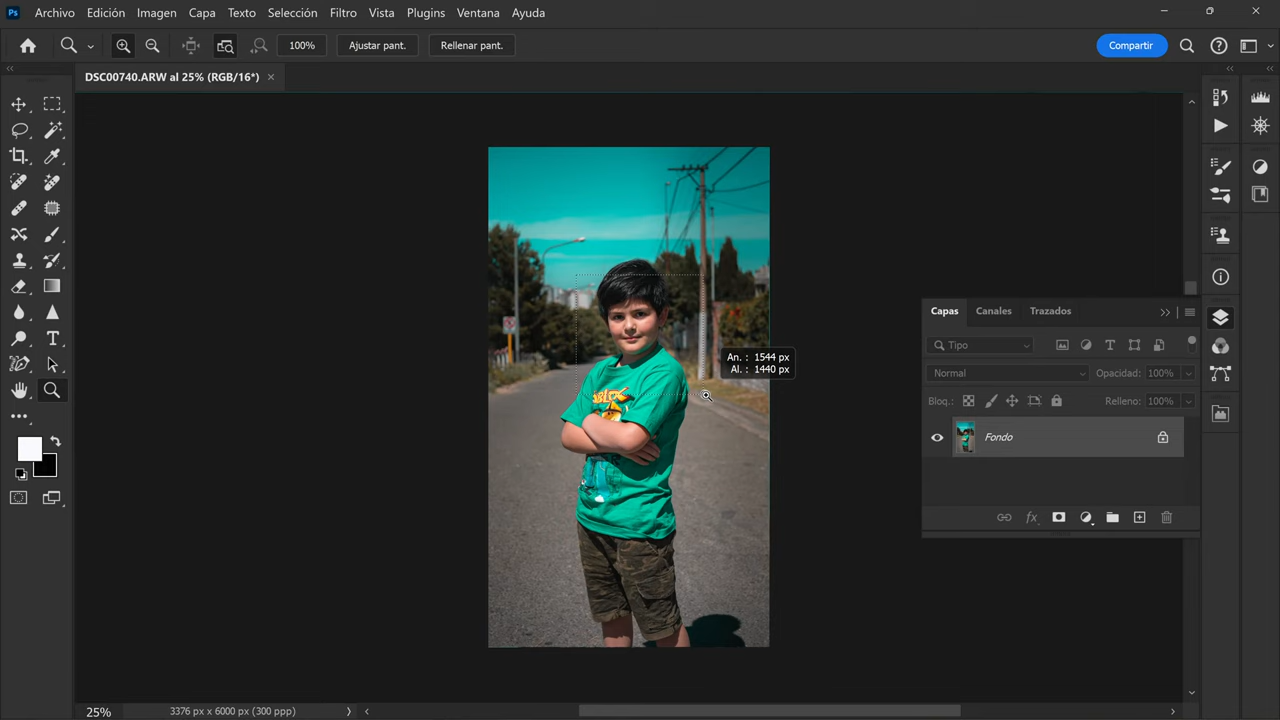 Ps Archivo Edición Imagen Capa Texto Selección Filtro Vista Plugins Ventana Ayuda
100% Ajustar pant. Rellenar pant. Compartir
DSC00740.ARW al 25% (RGB/16*)
An. : 1544 px
Al. : 1440 px
Capas Canales Trazados
Tipo
Normal Opacidad: 100%
Bloq.: Relleno: 100%
Fondo
fx
25% 3376 px x 6000 px (300 ppp)